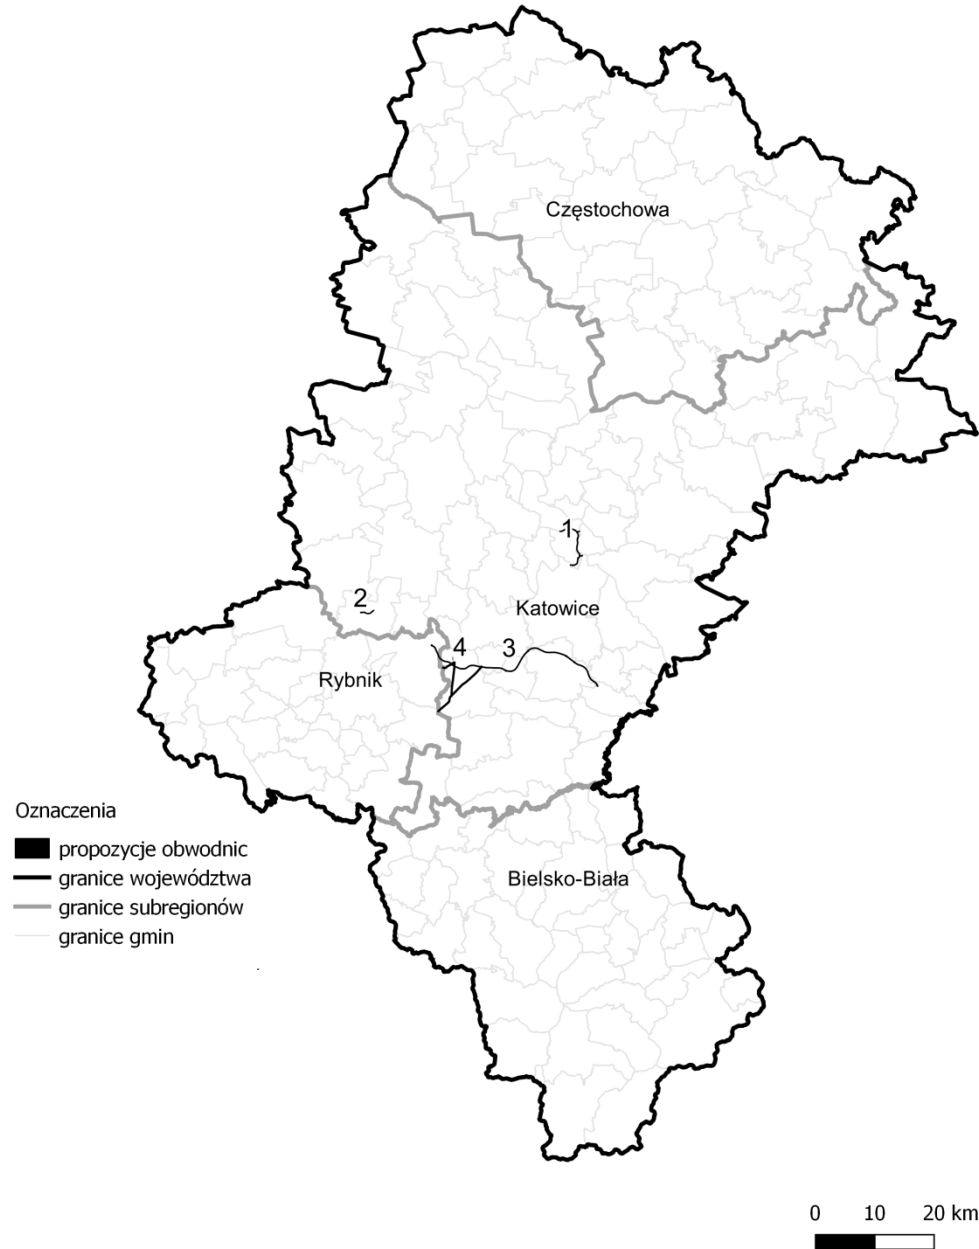 Częstochowa
1
2
Katowice
4
3
Rybnik
Oznaczenia
propozycje obwodnic
granice województwa
granice subregionów
granice gmin
Bielsko-Biała
0 10 20 km